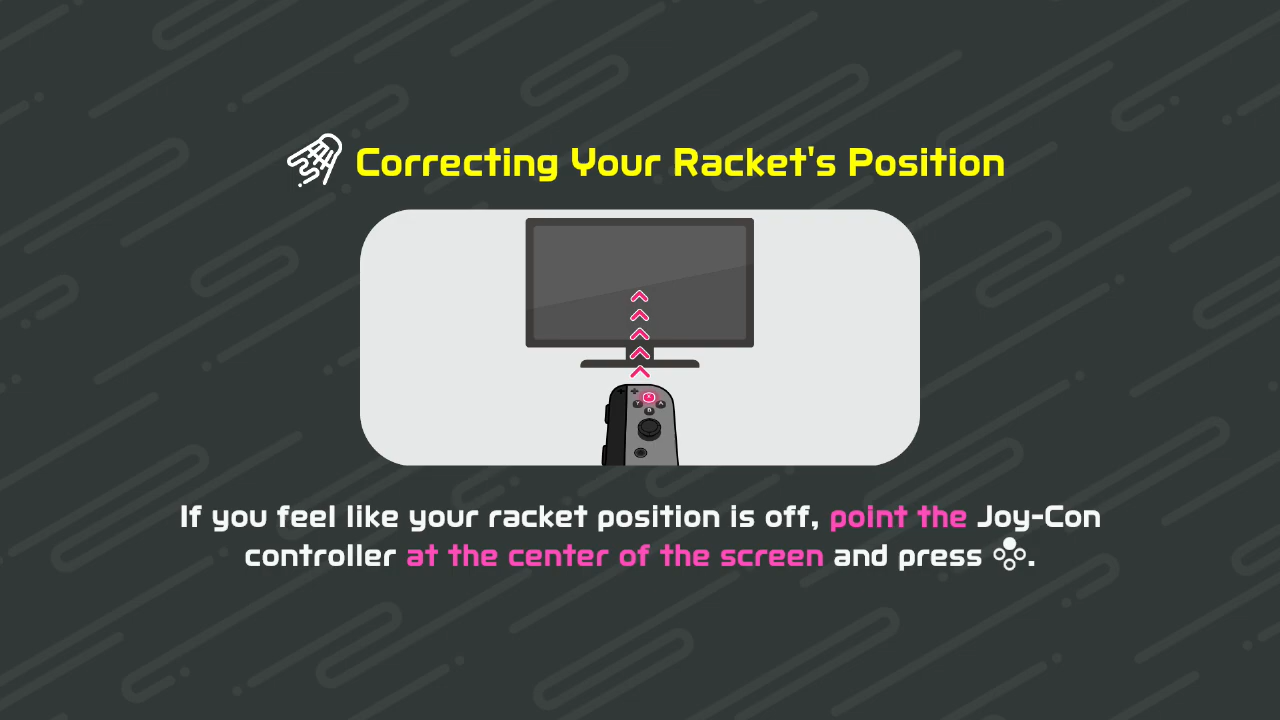 Correcting Your Racket's Position
X
Y
A
B
If you feel like your racket position is off, point the Joy-Con
controller at the center of the screen and press .